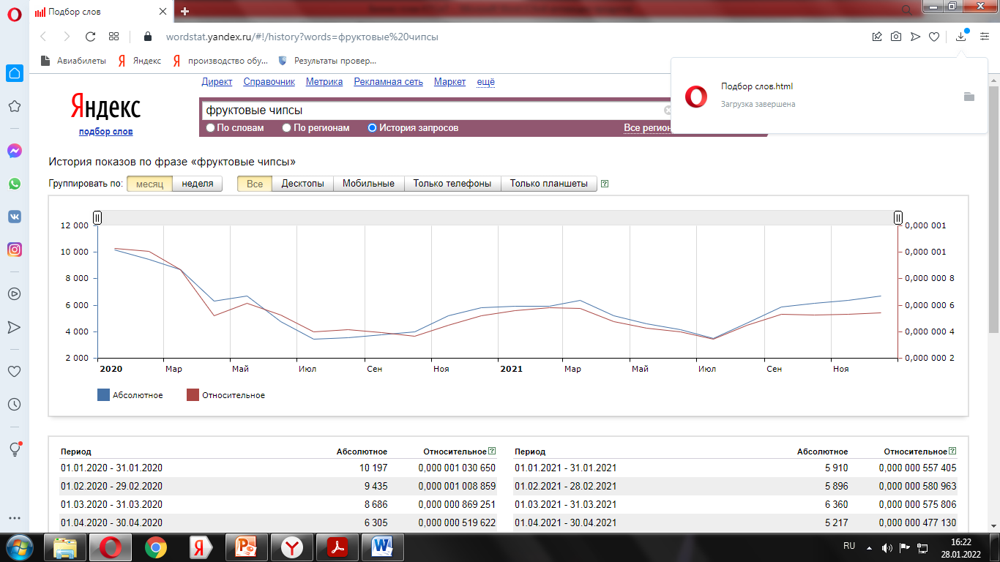 Подбор слов
wordstat.yandex.ru/#!/history?words=фруктовые%20чипсы
Авиабилеты Яндекс производство обу... Результаты провер...
Подбор слов.html
Загрузка завершена
Директ Справочник Метрика Рекламная сеть Маркет ещё
Яндекс
подбор слов
фруктовые чипсы
По словам По регионам История запросов Все регион
История показов по фразе «фруктовые чипсы»
Группировать по: месяц неделя Все Десктопы Мобильные Только телефоны Только планшеты ?
12 000 0,000 001
10 000 0,000 001
8 000 0,000 000 8
6 000 0,000 000 6
4 000 0,000 000 4
2 000 0,000 000 2
2020 Мар Май Июл Сен Ноя 2021 Мар Май Июл Сен Ноя
Абсолютное Относительное
Период Абсолютное Относительное ? Период Абсолютное Относительное ?
01.01.2020 - 31.01.2020 10 197 0,000 001 030 650 01.01.2021 - 31.01.2021 5 910 0,000 000 557 405
01.02.2020 - 29.02.2020 9 435 0,000 001 008 859 01.02.2021 - 28.02.2021 5 896 0,000 000 580 963
01.03.2020 - 31.03.2020 8 686 0,000 000 869 251 01.03.2021 - 31.03.2021 6 360 0,000 000 575 806
01.04.2020 - 30.04.2020 6 305 0,000 000 519 622 01.04.2021 - 30.04.2021 5 217 0,000 000 477 130
RU 16:22
28.01.2022